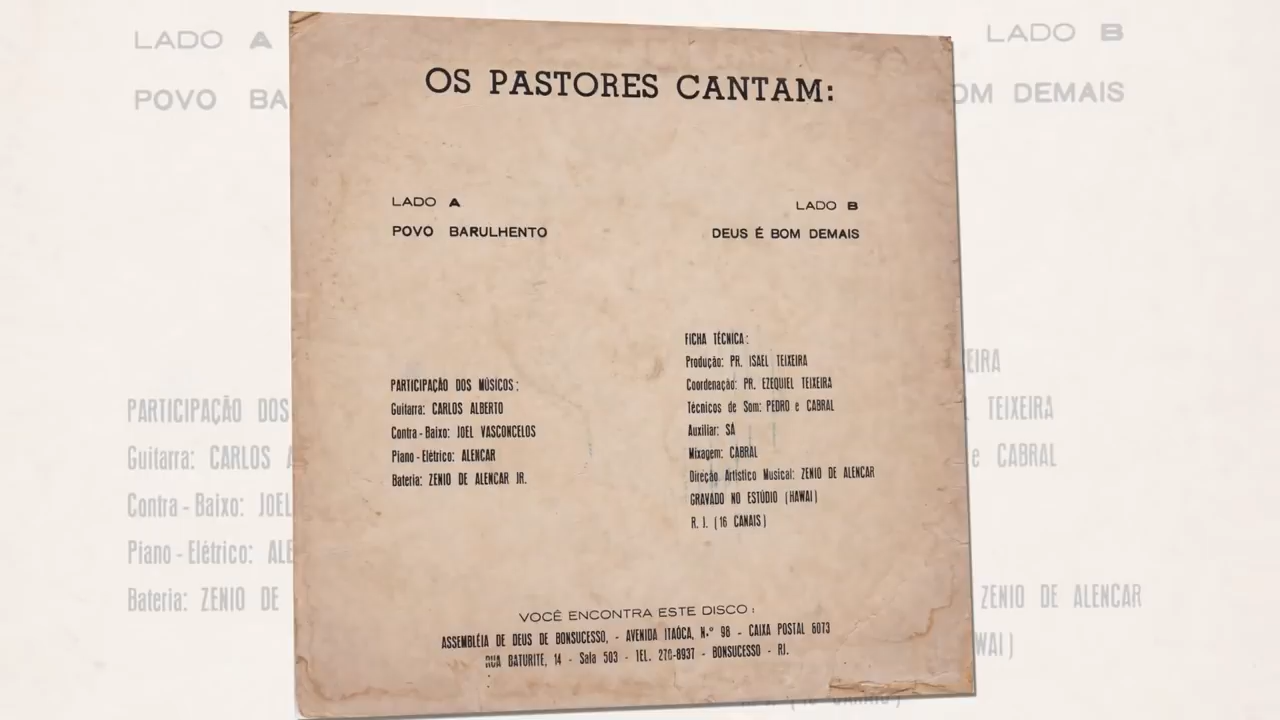 OS PASTORES CANTAM:
LADO A
POVO BARULHENTO
LADO B
DEUS É BOM DEMAIS
PARTICIPAÇÃO DOS MÚSICOS:
Guitarra: CARLOS ALBERTO
Contra-Baixo: JOEL VASCONCELOS
Piano-Elétrico: ALENCAR
Bateria: ZENIO DE ALENCAR JR.
FICHA TÉCNICA:
Produção: PR. ISAEL TEIXEIRA
Coordenação: PR. EZEQUIEL TEIXEIRA
Técnicos de Som: PEDRO e CABRAL
Auxiliar: SA
Mixagem: CABRAL
Direção Artístico Musical: ZENIO DE ALENCAR
GRAVADO NO ESTÚDIO (HAWAI)
R. J. (16 CANAIS)
VOCÊ ENCONTRA ESTE DISCO:
ASSEMBLÉIA DE DEUS DE BONSUCESSO, - AVENIDA ITAÓCA, N.º 98 - CAIXA POSTAL 6073
RUA BATURITE, 14 - Sala 503 - TEL. 270-8937 - BONSUCESSO - RJ.
LADO A
POVO BA
PARTICIPAÇÃO DOS
Guitarra: CARLOS A
Contra-Baixo: JOEL
Piano-Elétrico: ALE
Bateria: ZENIO DE
LADO B
OM DEMAIS
EIRA
TEIXEIRA
e CABRAL
ZENIO DE ALENCAR
WAI)